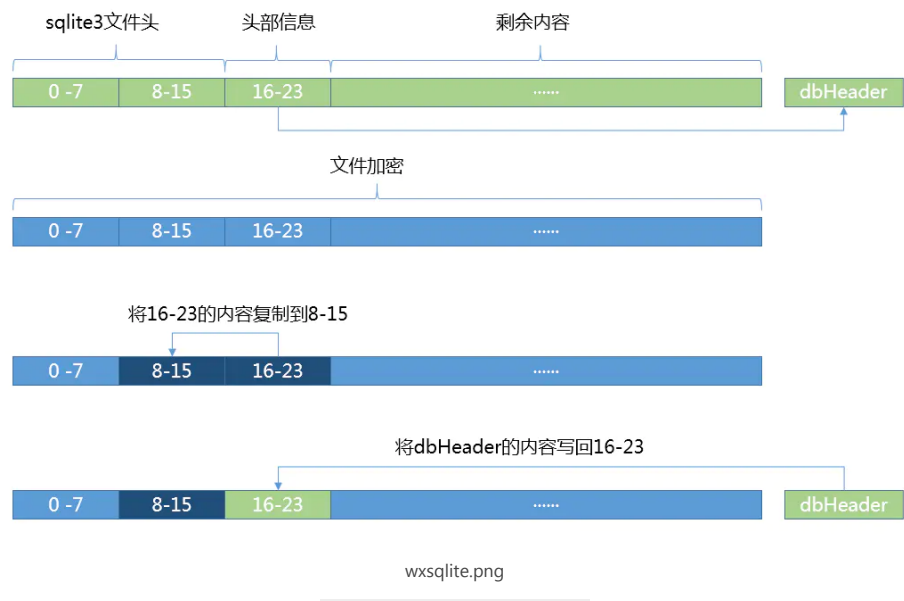 sqlite3文件头 头部信息 剩余内容
0 -7 8-15 16-23 ...... dbHeader
文件加密
0 -7 8-15 16-23 ......
将16-23的内容复制到8-15
0 -7 8-15 16-23 ......
将dbHeader的内容写回16-23
0 -7 8-15 16-23 ...... dbHeader
wxsqlite.png